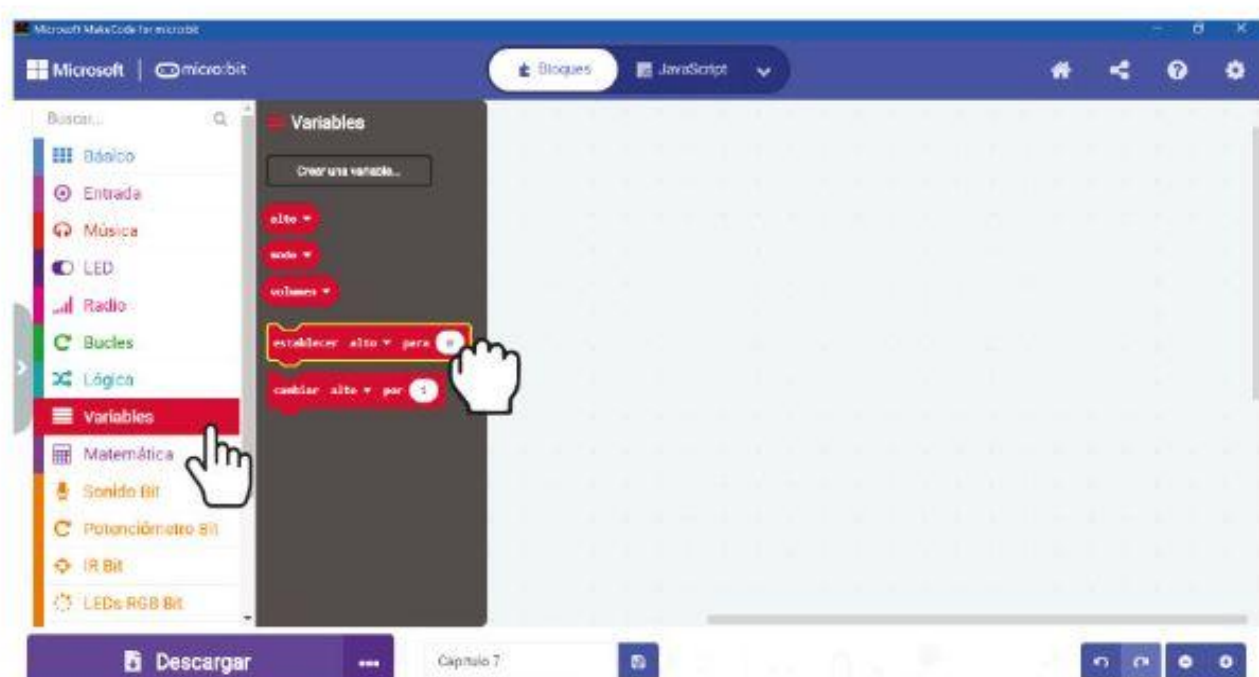 Microsoft MakeCode for micro:bit
Microsoft | micro:bit
Bloques
JavaScript
Buscar...
Básico
Entrada
Música
LED
Radio
Bucles
Lógica
Variables
Matemática
Sonido Bit
Potenciómetro Bit
IR Bit
LEDs RGB Bit
Variables
Crear una variable...
alto
modo
volumen
establecer alto para 0
cambiar alto por 1
Descargar
Capitulo 7